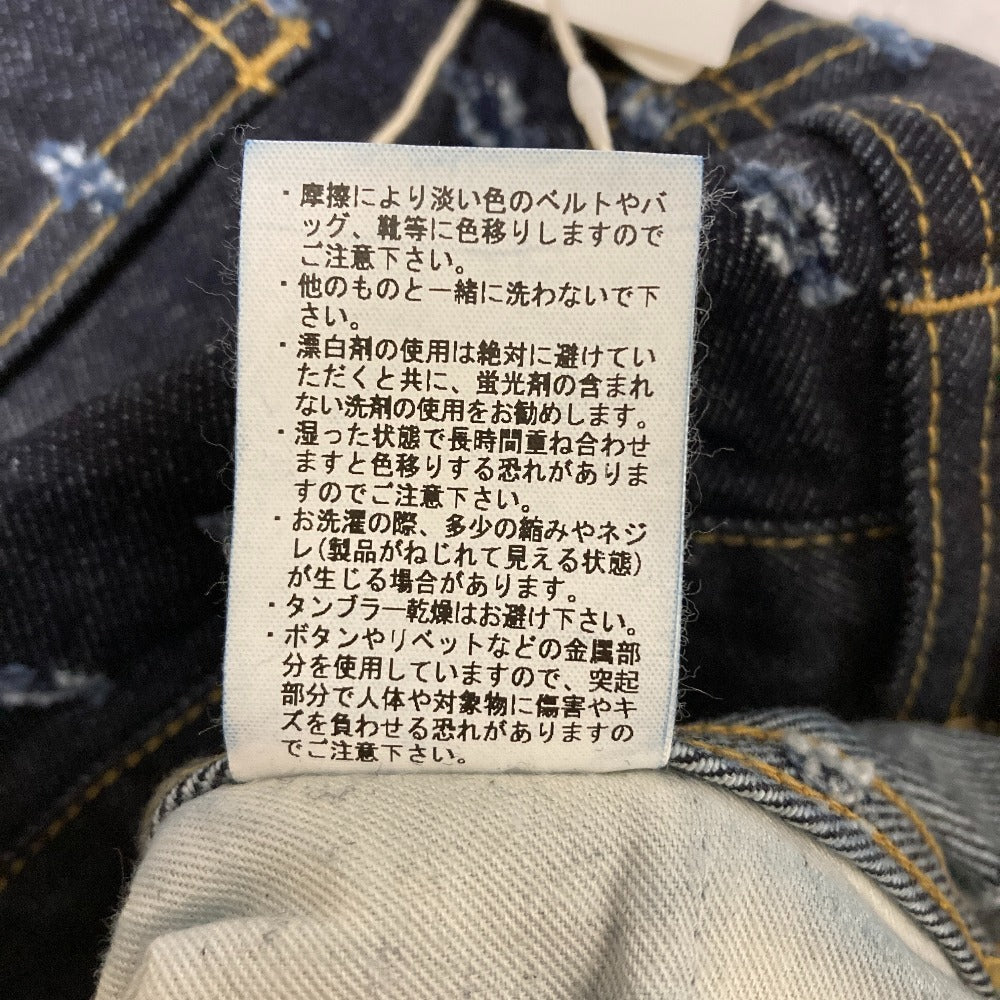 ・摩擦により淡い色のベルトやバ
ッグ、靴等に色移りしますので
ご注意下さい。
・他のものと一緒に洗わないで下
さい。
・漂白剤の使用は絶対に避けてい
ただくと共に、蛍光剤の含まれ
ない洗剤の使用をお勧めします。
・湿った状態で長時間重ね合わせ
ますと色移りする恐れがありま
すのでご注意下さい。
・お洗濯の際、多少の縮みやネジ
レ(製品がねじれて見える状態)
が生じる場合があります。
・タンブラー乾燥はお避け下さい。
・ボタンやリベットなどの金属部
分を使用していますので、突起
部分で人体や対象物に傷害やキ
ズを負わせる恐れがありますの
でご注意下さい。